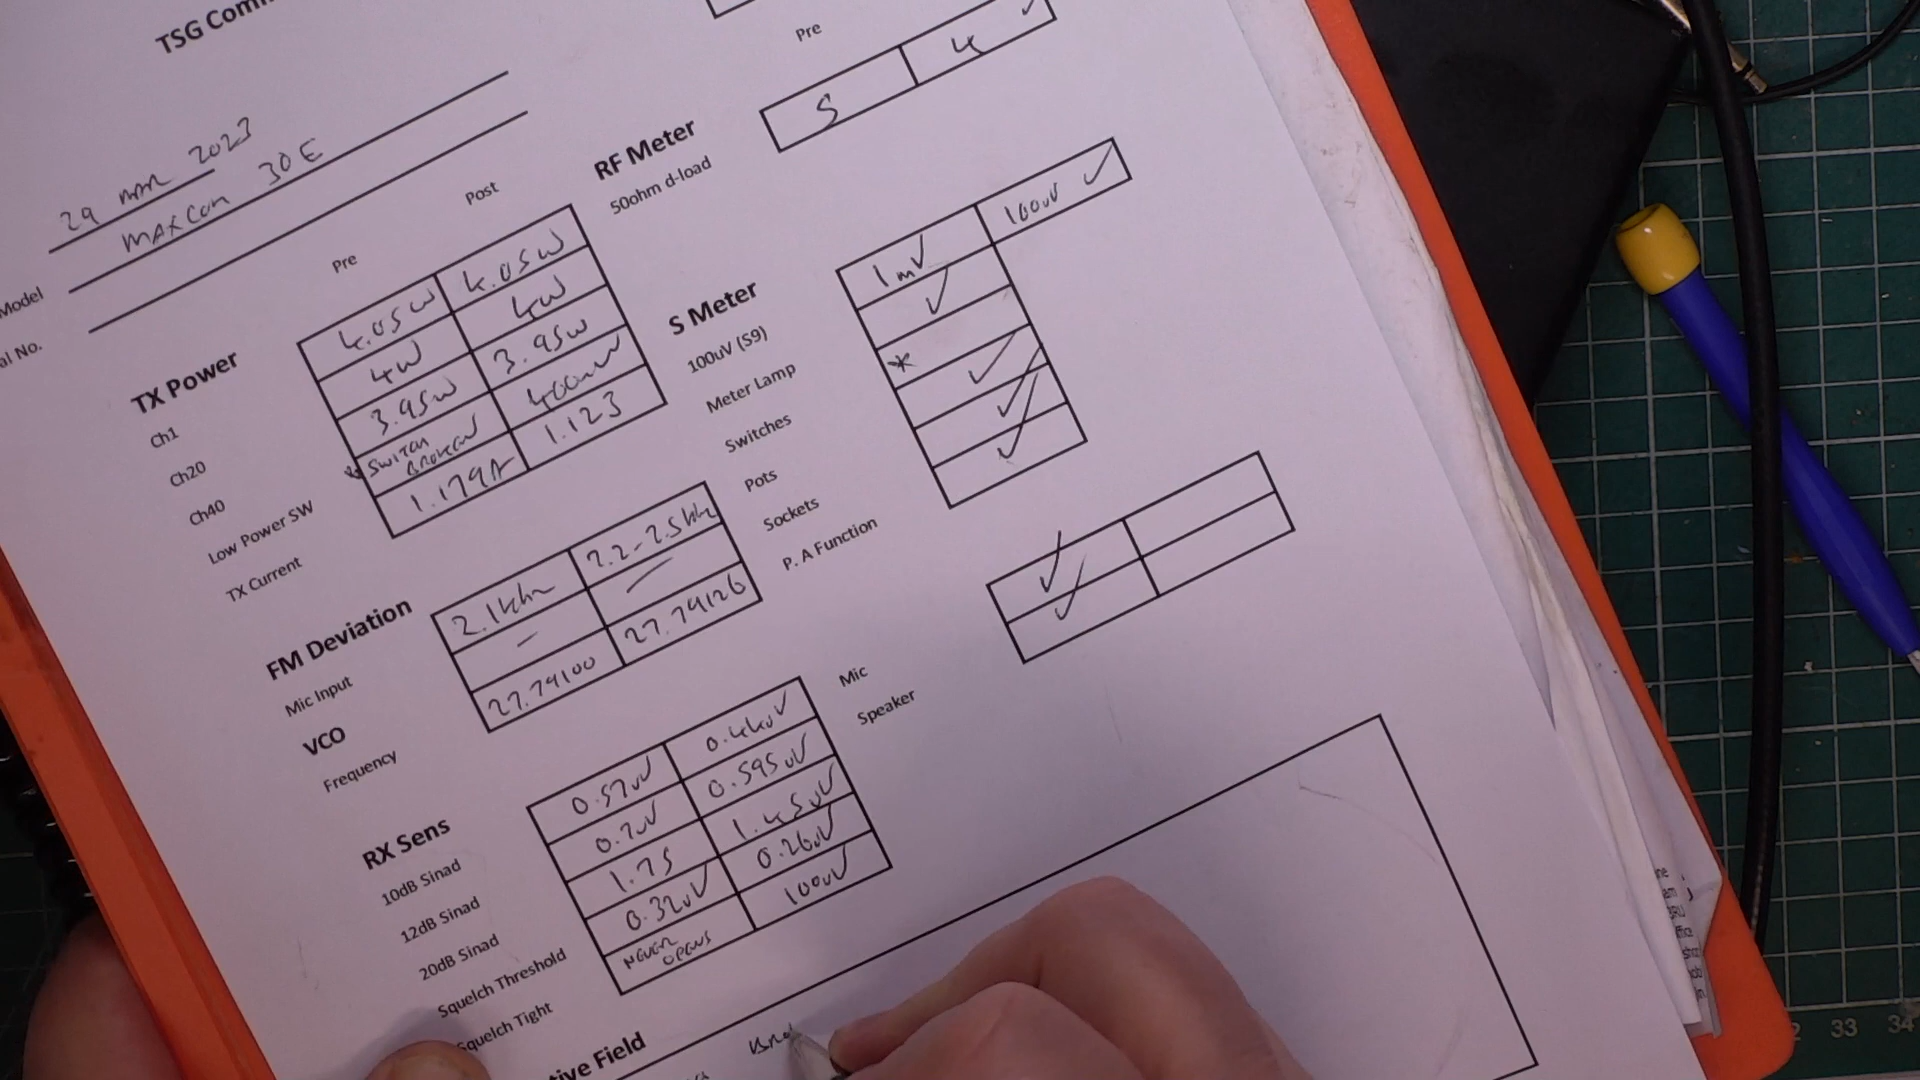 TSG Com
29 MAR 2023
Model MAXCOM 30E
al No.
Pre Post
TX Power
Ch1 4.05W 4.05W
Ch20 4W 4W
Ch40 3.95W 3.95W
Low Power SW * SWITCH BROKEN 400mW
TX Current 1.179A 1.123
FM Deviation
Mic Input 2.1khz 2.2-2.5khz
VCO — —
Frequency 27.79100 27.79126
RX Sens
10dB Sinad 0.57uV 0.44uV
12dB Sinad 0.7uV 0.595uV
20dB Sinad 1.75 1.45uV
Squelch Threshold 0.32uV 0.26uV
Squelch Tight NEVER OPENS 100uV
tive Field
Pre
RF Meter
50ohm d-load 5 4 ✓
S Meter
100uV (S9) 1mV 100uV ✓
Meter Lamp ✓
Switches *
Pots ✓
Sockets ✓
P. A Function ✓
Mic ✓
Speaker ✓
33 34